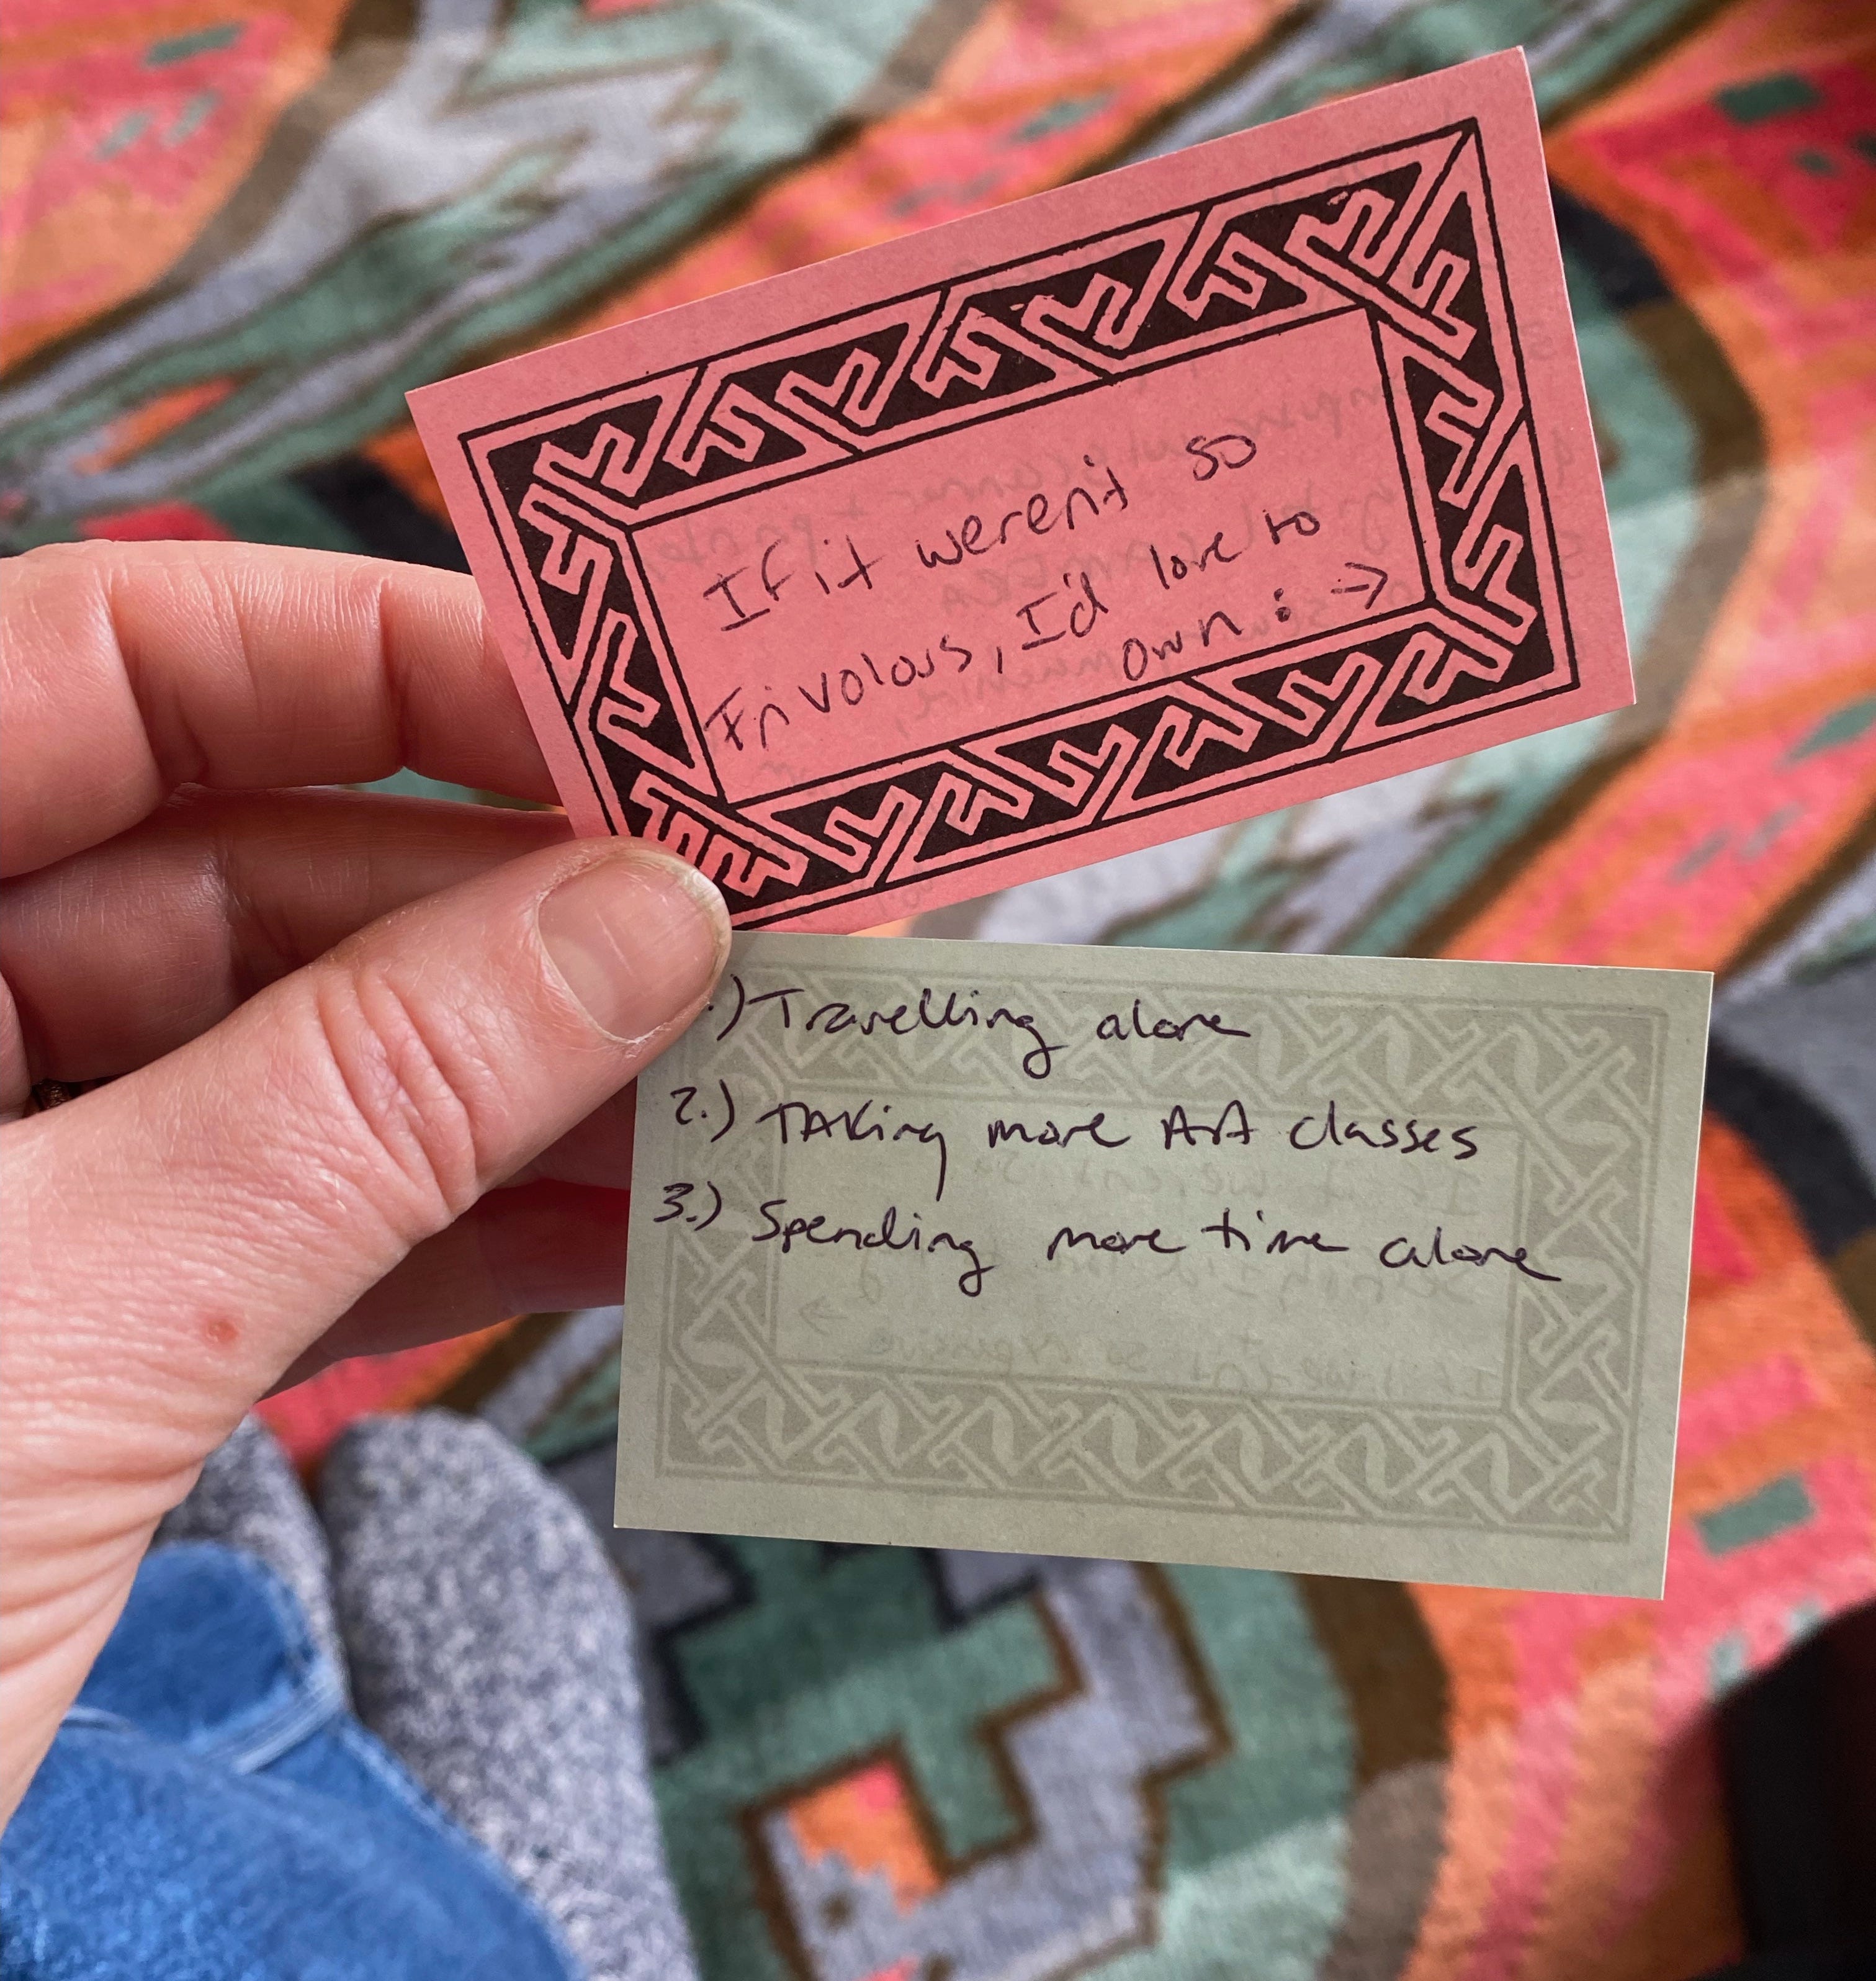 If it weren't so
frivolous, I'd love to
own : →
.) Travelling alone
2.) TAKing more Art classes
3.) Spending more time alone